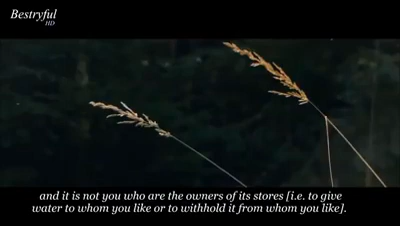 Bestryful
HD
and it is not you who are the owners of its stores [i.e. to give
water to whom you like or to withhold it from whom you like].